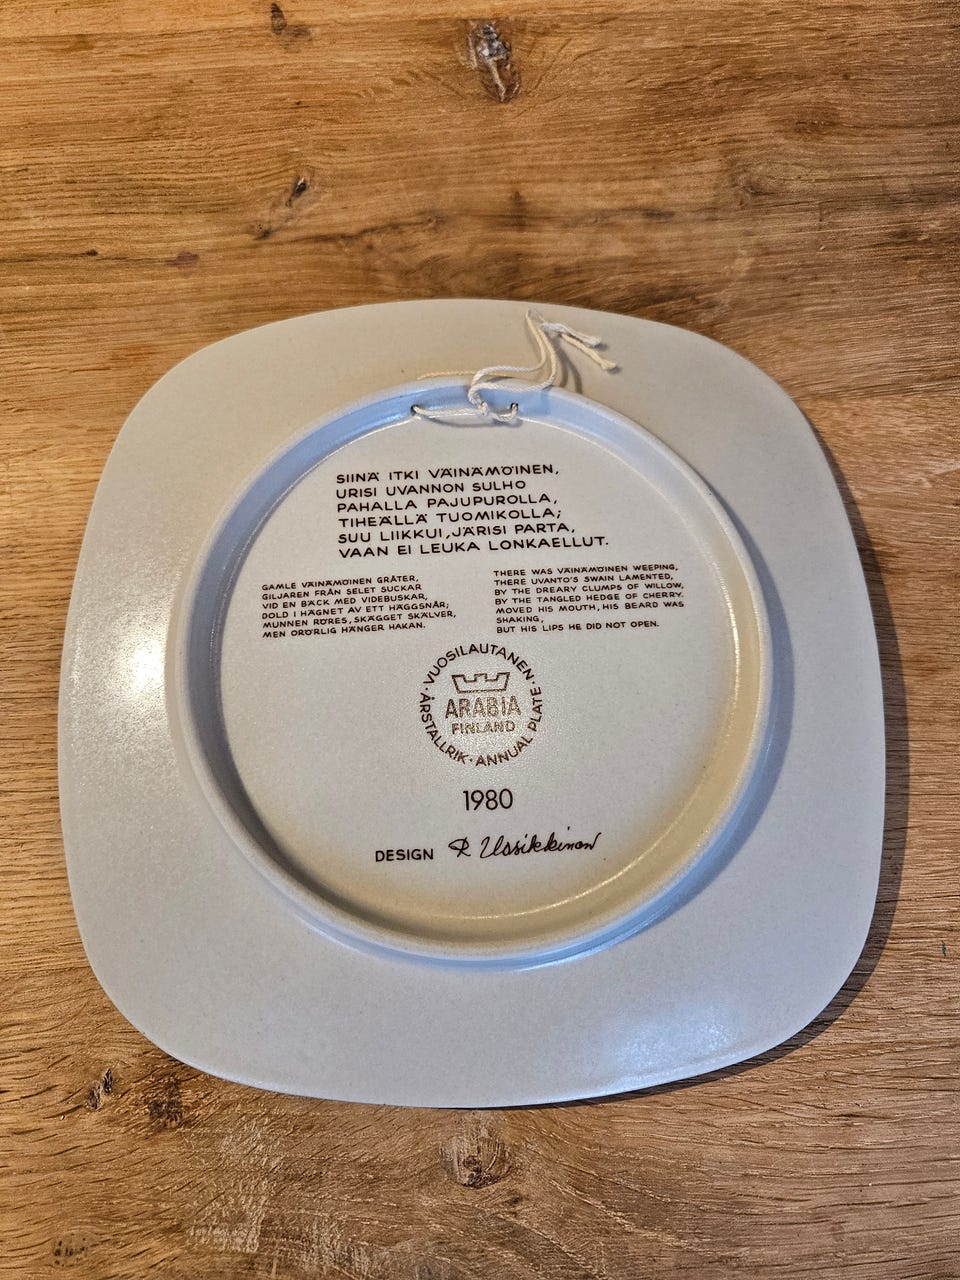 SIINÄ ITKI VÄINÄMÖINEN,
URISI UVANNON SULHO
PAHALLA PAJUPUROLLA,
TIHEÄLLÄ TUOMIKOLLA;
SUU LIIKKUI, JÄRISI PARTA,
VAAN EI LEUKA LONKAELLUT.
GAMLE VÄINÄMÖINEN GRÅTER,
GILJAREN FRÅN SELET SUCKAR
VID EN BÄCK MED VIDEBUSKAR,
DOLD I HÄGNET AV ETT HÄGGSNÅR;
MUNNEN RÖRES, SKÄGGET SKÄLVER,
MEN ORÖRLIG HÄNGER HAKAN.
THERE WAS VÄINÄMÖINEN WEEPING,
THERE UVANTO'S SWAIN LAMENTED,
BY THE DREARY CLUMPS OF WILLOW,
BY THE TANGLED HEDGE OF CHERRY.
MOVED HIS MOUTH, HIS BEARD WAS
SHAKING,
BUT HIS LIPS HE DID NOT OPEN.
VUOSILAUTANEN · ANNUAL PLATE · ÅRSTALLRIK ·
ARABIA
FINLAND
1980
DESIGN R Uosikkinen